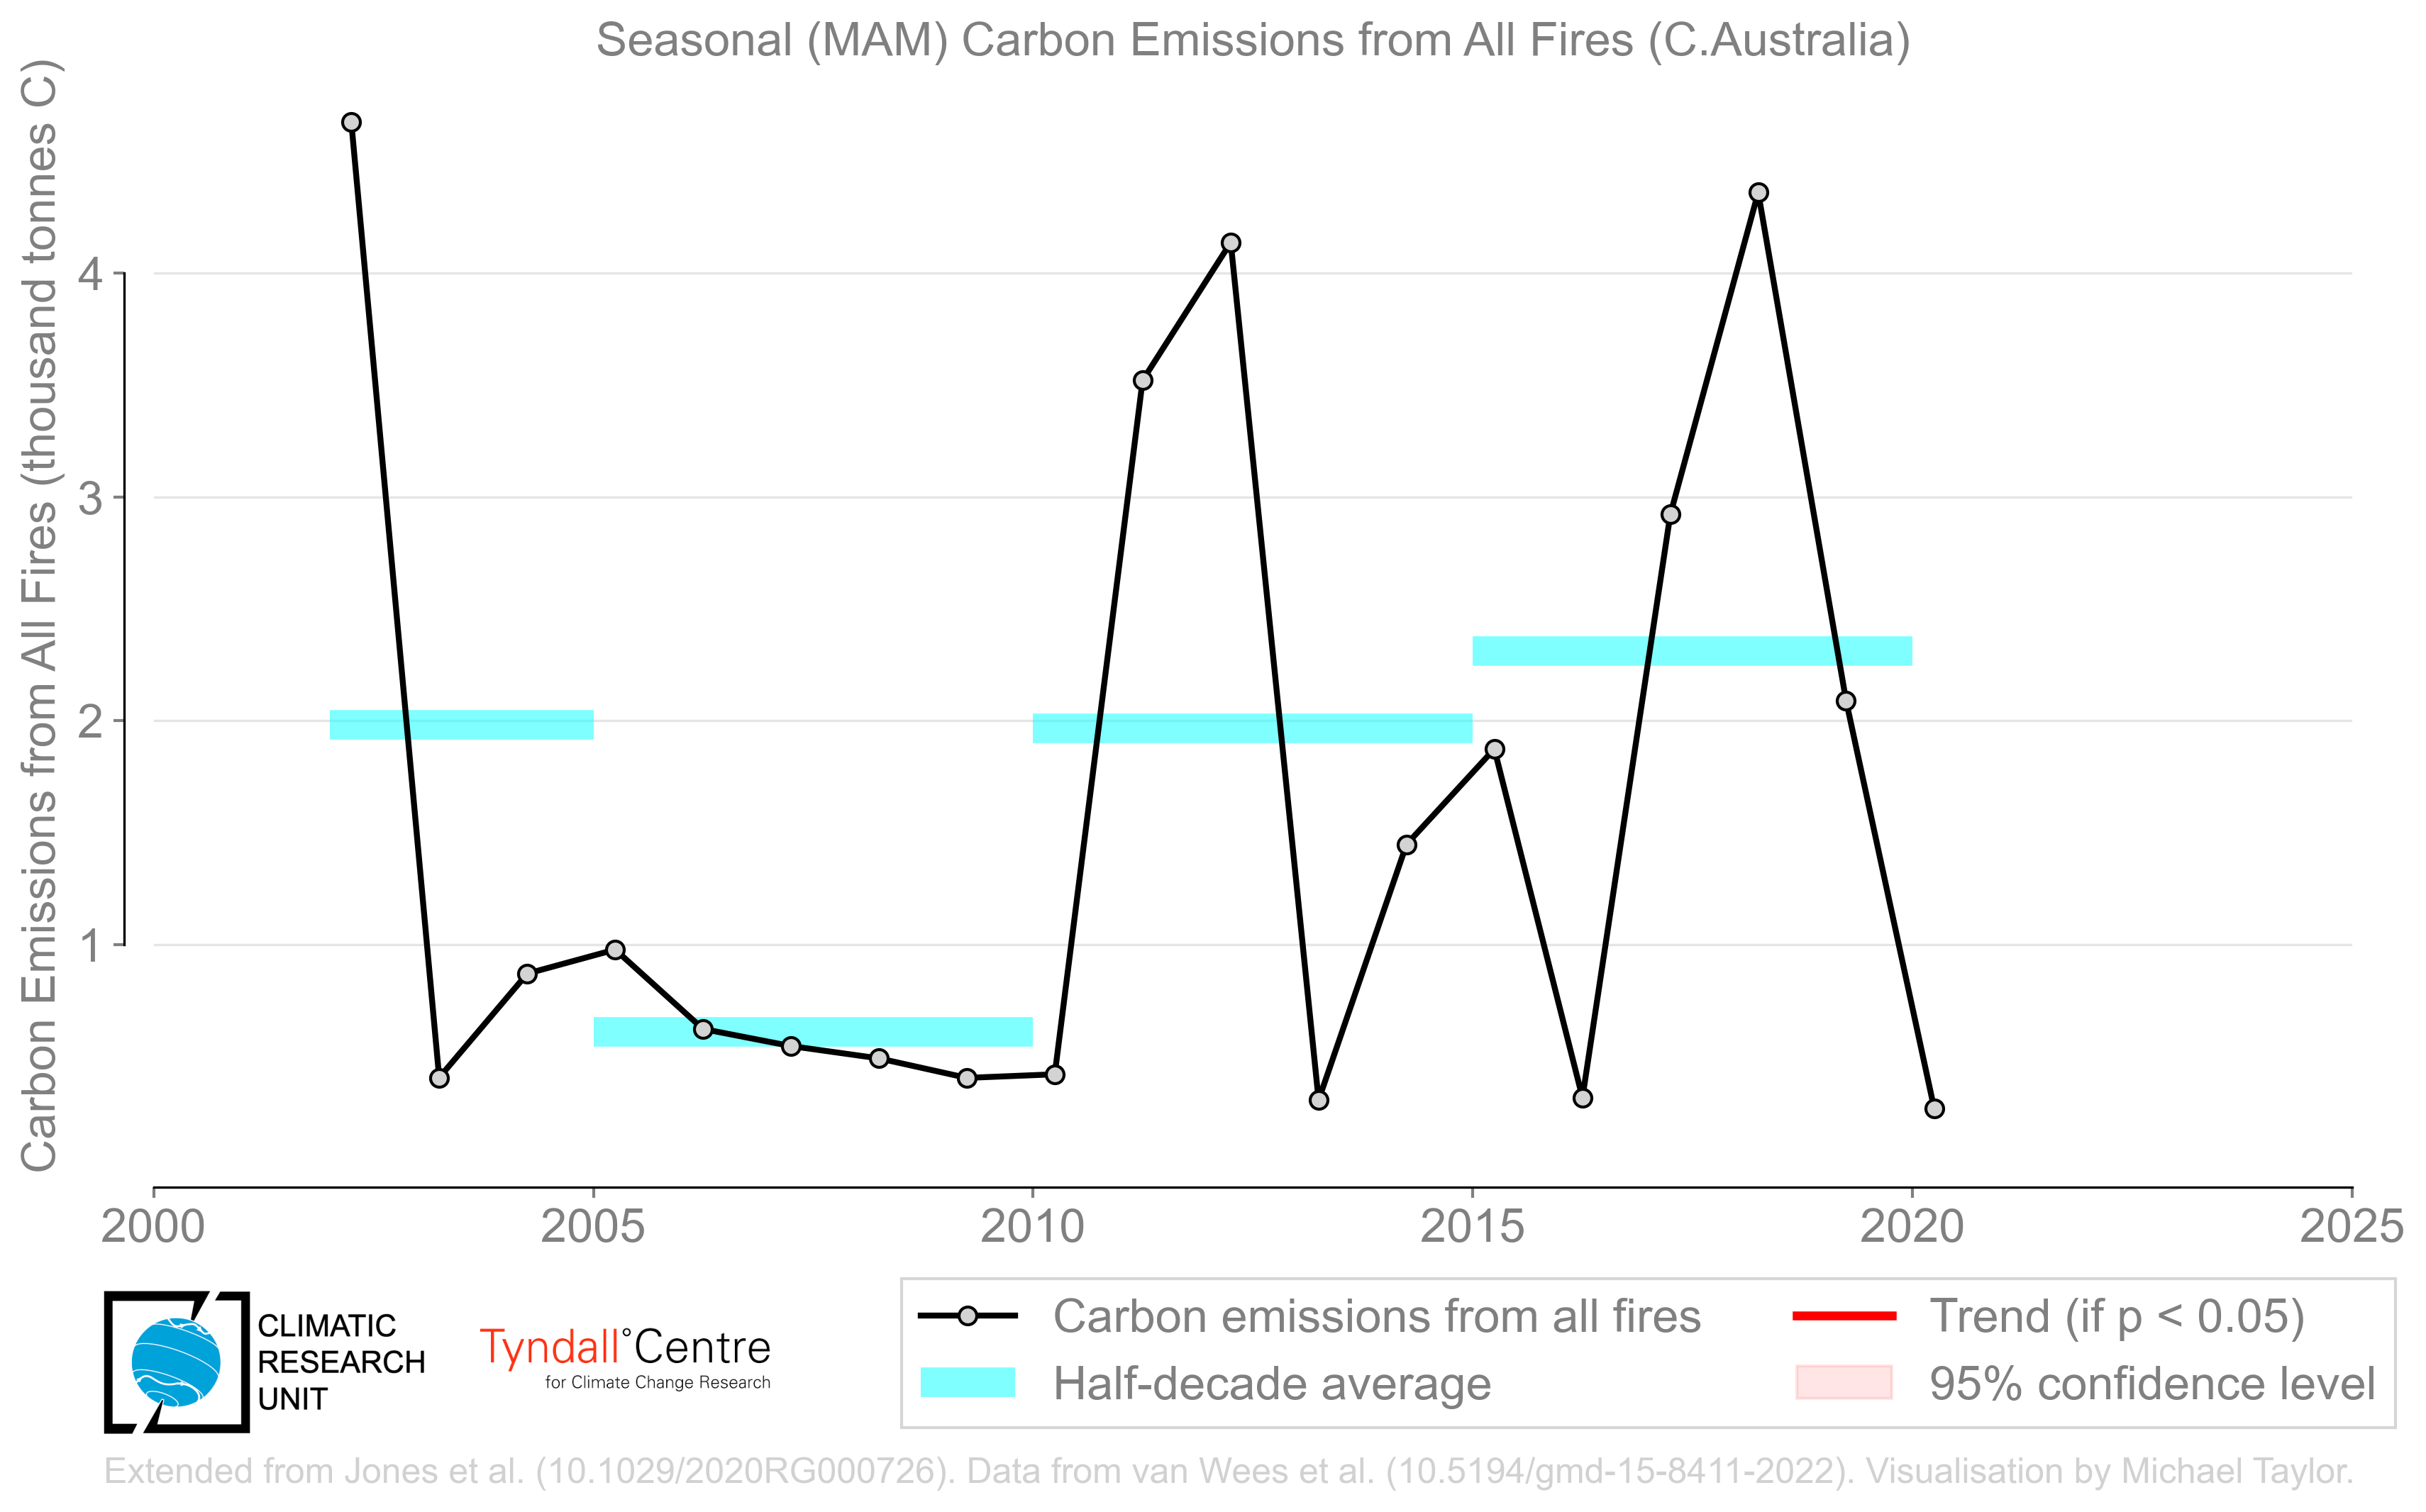 Seasonal (MAM) Carbon Emissions from All Fires (C.Australia)
Carbon Emissions from All Fires (thousand tonnes C)
4
3
2
1
2000 2005 2010 2015 2020 2025
CLIMATIC
RESEARCH
UNIT
Tyndall°Centre
for Climate Change Research
Carbon emissions from all fires
Half-decade average
Trend (if p < 0.05)
95% confidence level
Extended from Jones et al. (10.1029/2020RG000726). Data from van Wees et al. (10.5194/gmd-15-8411-2022). Visualisation by Michael Taylor.